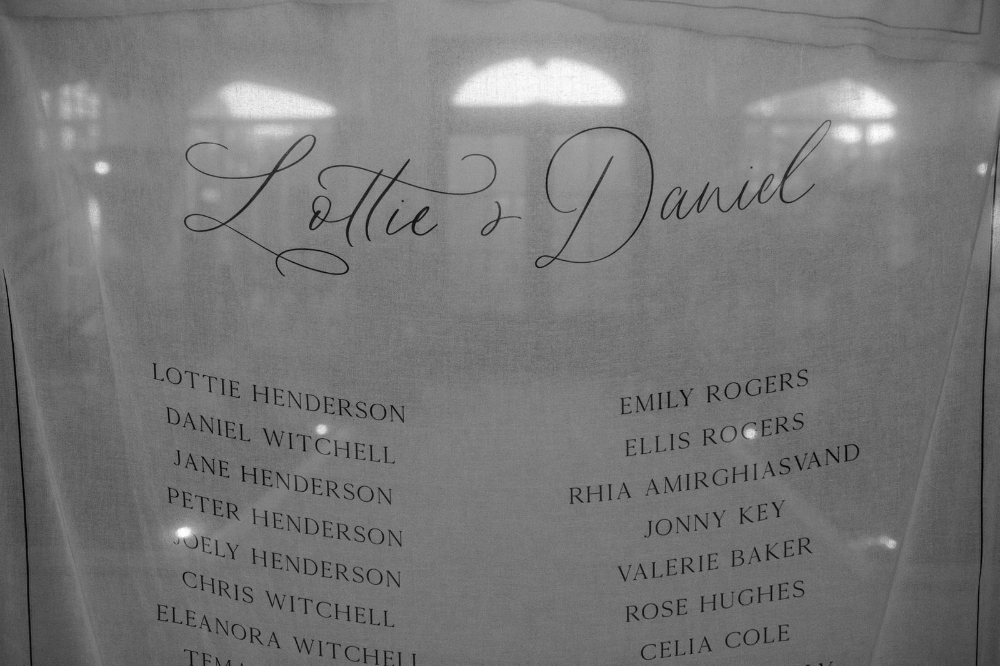 Lottie & Daniel
LOTTIE HENDERSON
DANIEL WITCHELL
JANE HENDERSON
PETER HENDERSON
JOELY HENDERSON
CHRIS WITCHELL
ELEANORA WITCHELL
EMILY ROGERS
ELLIS ROGERS
RHIA AMIRGHIASVAND
JONNY KEY
VALERIE BAKER
ROSE HUGHES
CELIA COLE